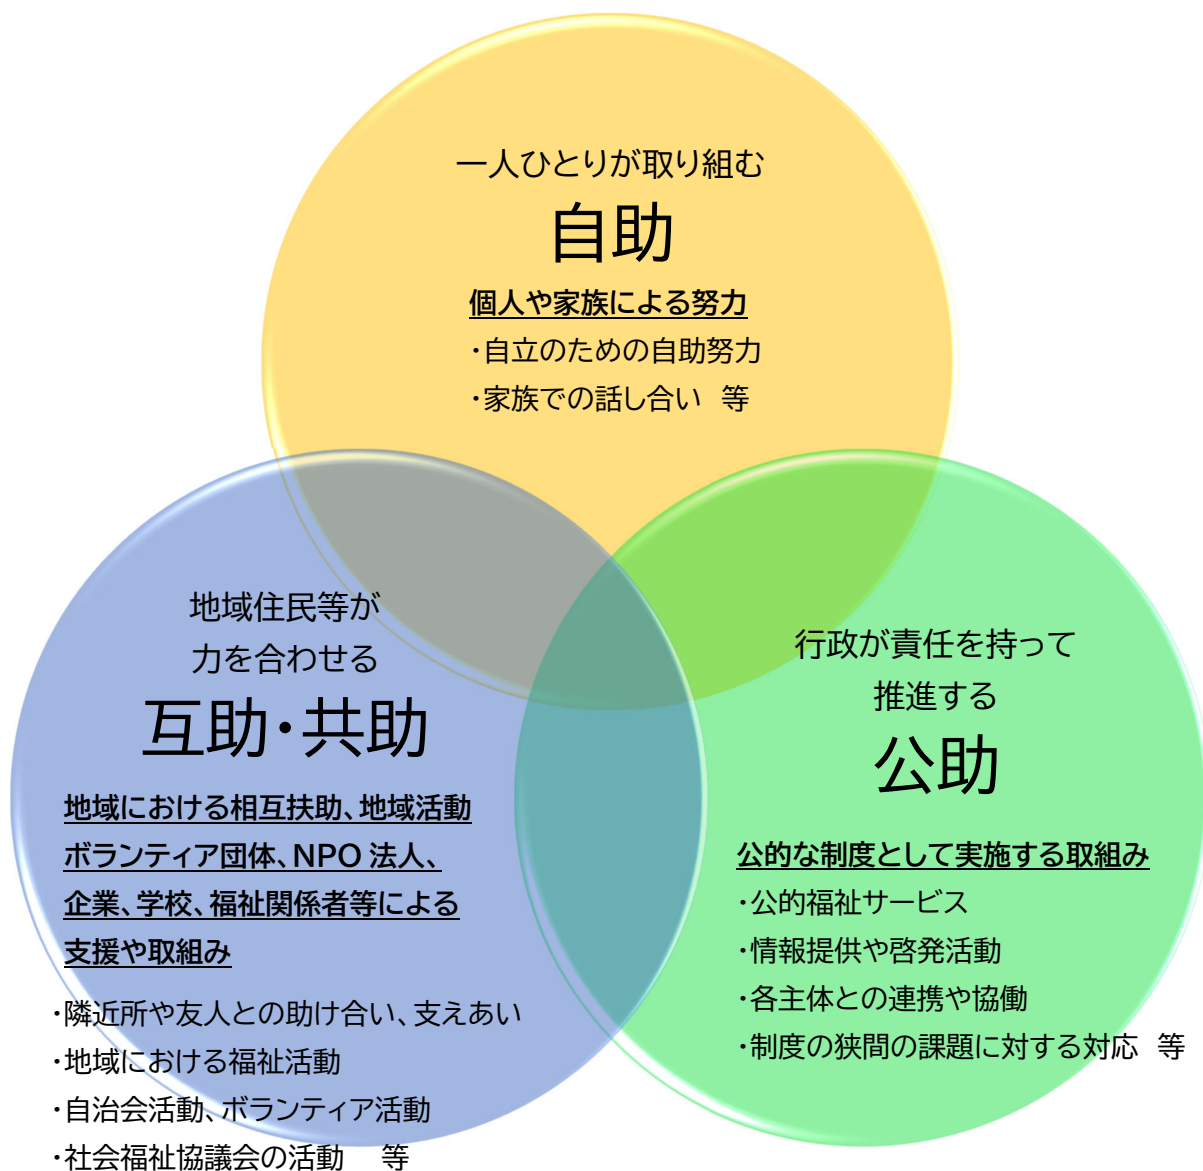 一人ひとりが取り組む
自助
個人や家族による努力
・自立のための自助努力
・家族での話し合い　等
地域住民等が
力を合わせる
互助・共助
地域における相互扶助、地域活動
ボランティア団体、NPO 法人、
企業、学校、福祉関係者等による
支援や取組み
・隣近所や友人との助け合い、支えあい
・地域における福祉活動
・自治会活動、ボランティア活動
・社会福祉協議会の活動　等
行政が責任を持って
推進する
公助
公的な制度として実施する取組み
・公的福祉サービス
・情報提供や啓発活動
・各主体との連携や協働
・制度の狭間の課題に対する対応　等